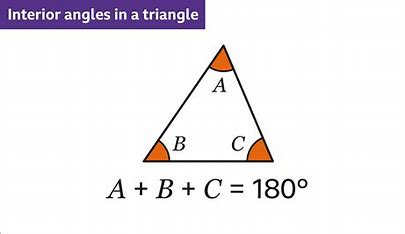 Interior angles in a triangle
A
B
C
A + B + C = 180°